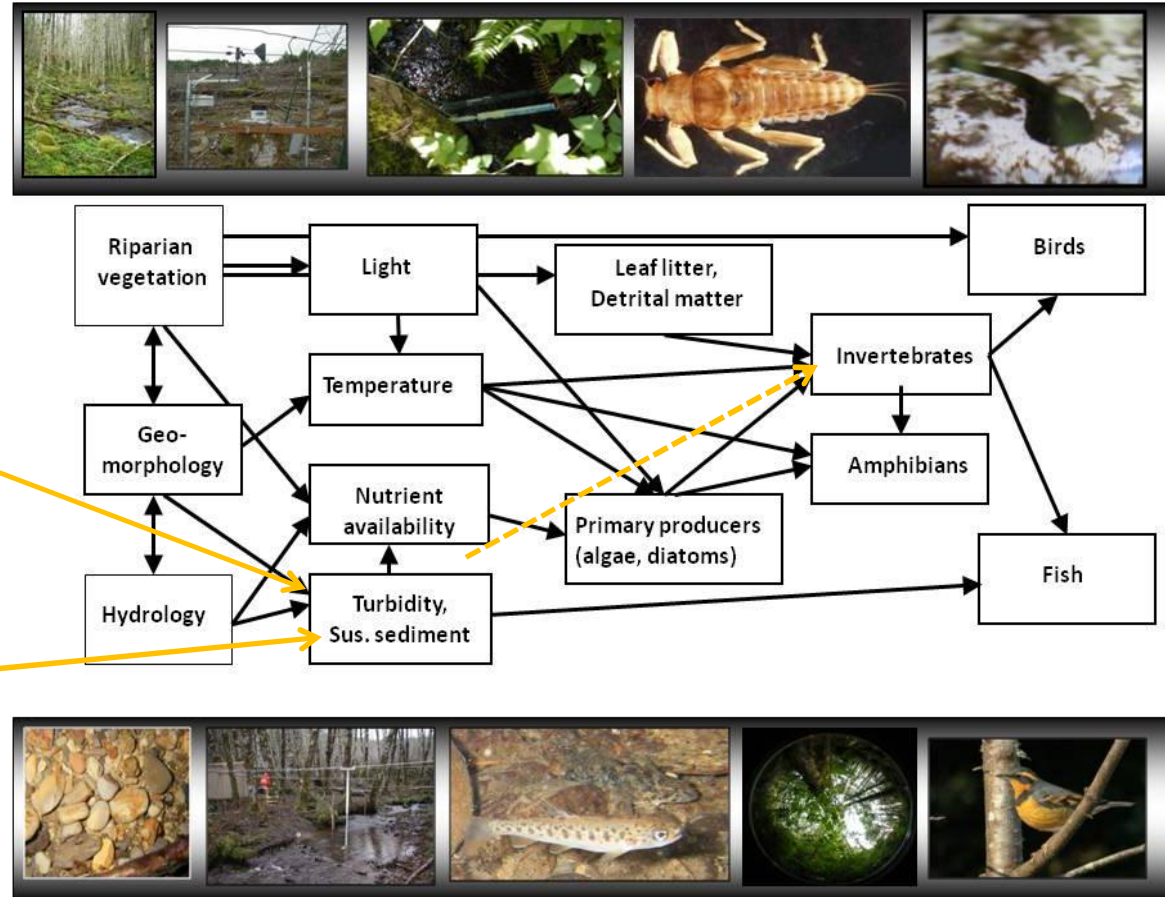 Riparian
vegetation
Light
Leaf litter,
Detrital matter
Birds
Temperature
Invertebrates
Geo-
morphology
Amphibians
Nutrient
availability
Primary producers
(algae, diatoms)
Fish
Hydrology
Turbidity,
Sus. sediment